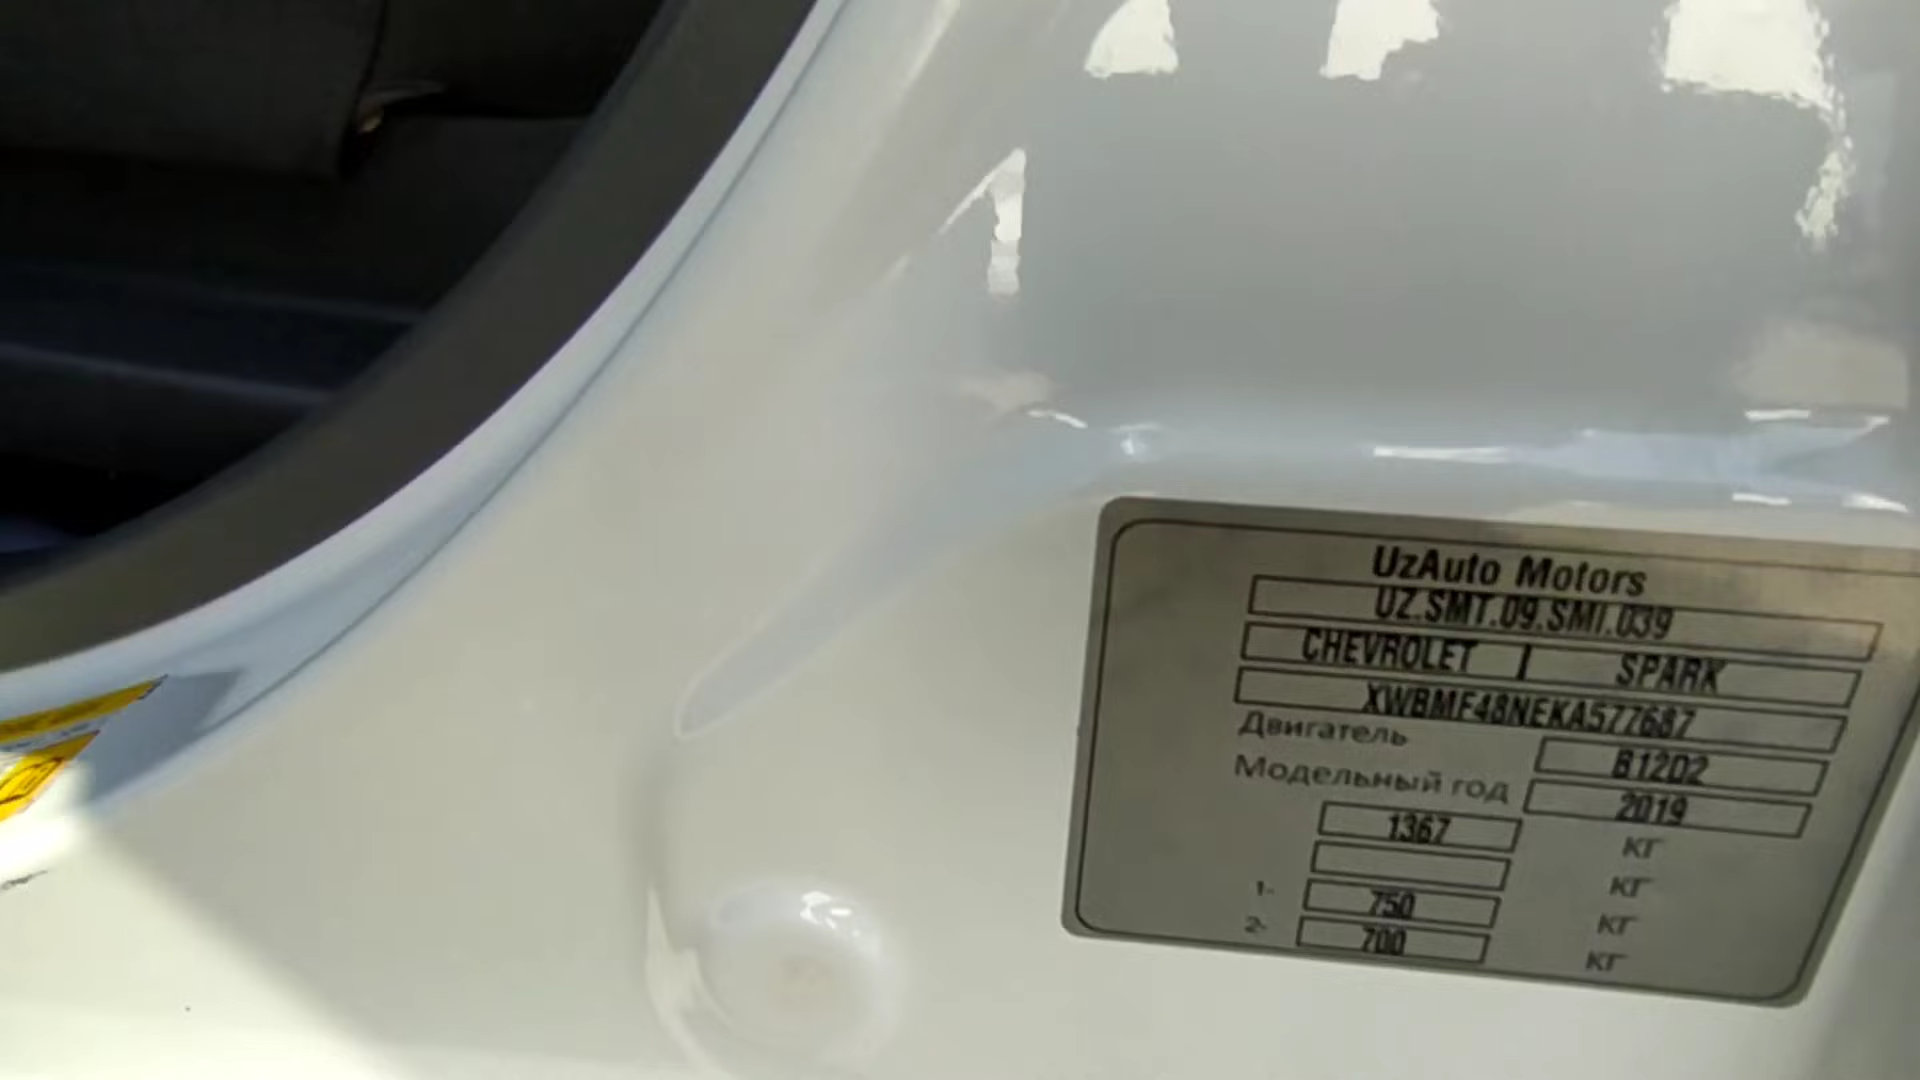 UzAuto Motors
UZ.SMT.09.SMI.039
CHEVROLET SPARK
XWBMF48NEKA577687
Двигатель B12D2
Модельный год 2019
1367 КГ
КГ
1- 750 КГ
2- 700 КГ